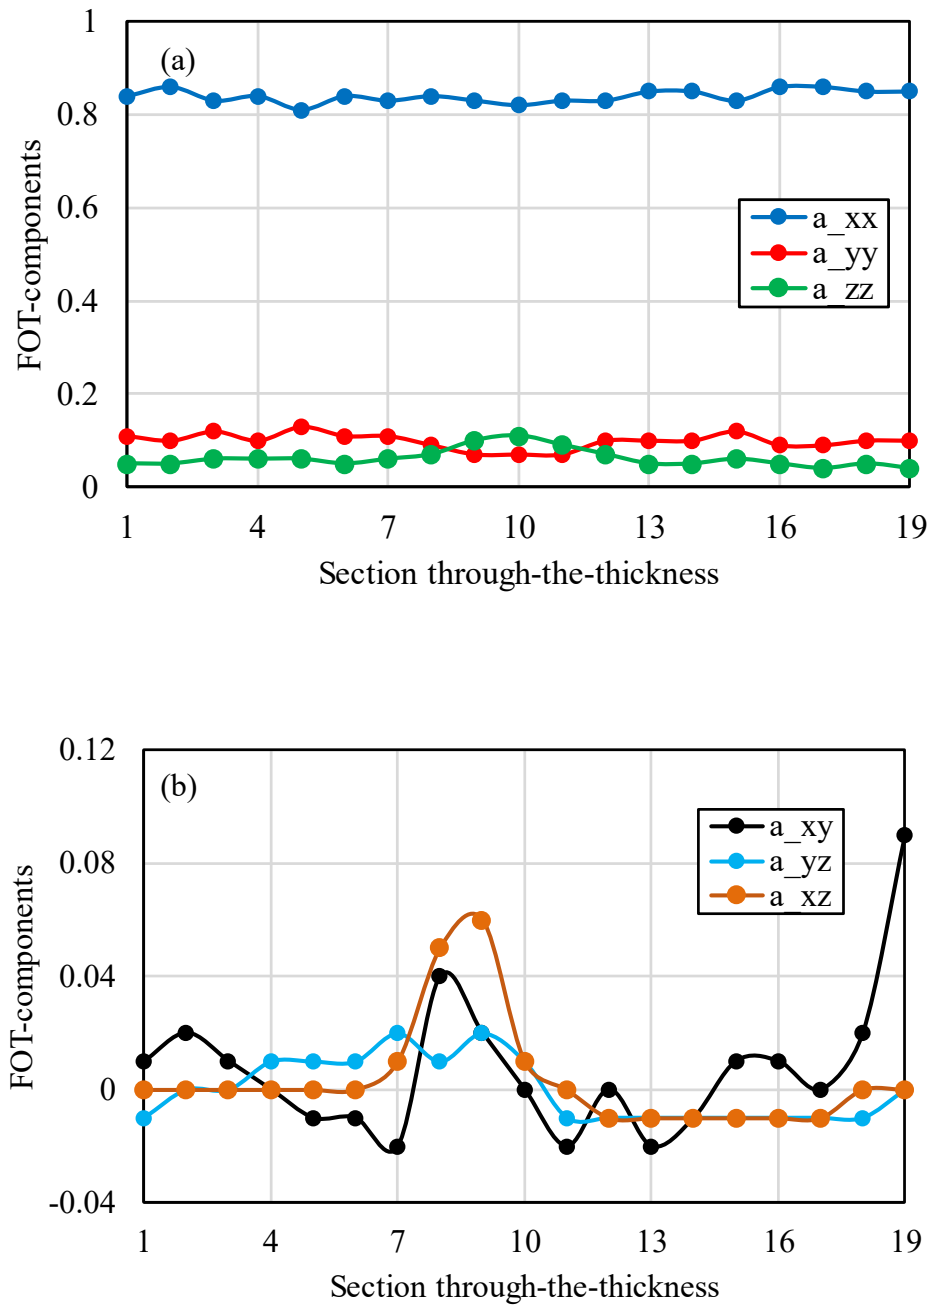 (a)
1
0.8
0.6
0.4
0.2
0
FOT-components
a_xx
a_yy
a_zz
1 4 7 10 13 16 19
Section through-the-thickness
(b)
0.12
0.08
0.04
0
-0.04
FOT-components
a_xy
a_yz
a_xz
1 4 7 10 13 16 19
Section through-the-thickness